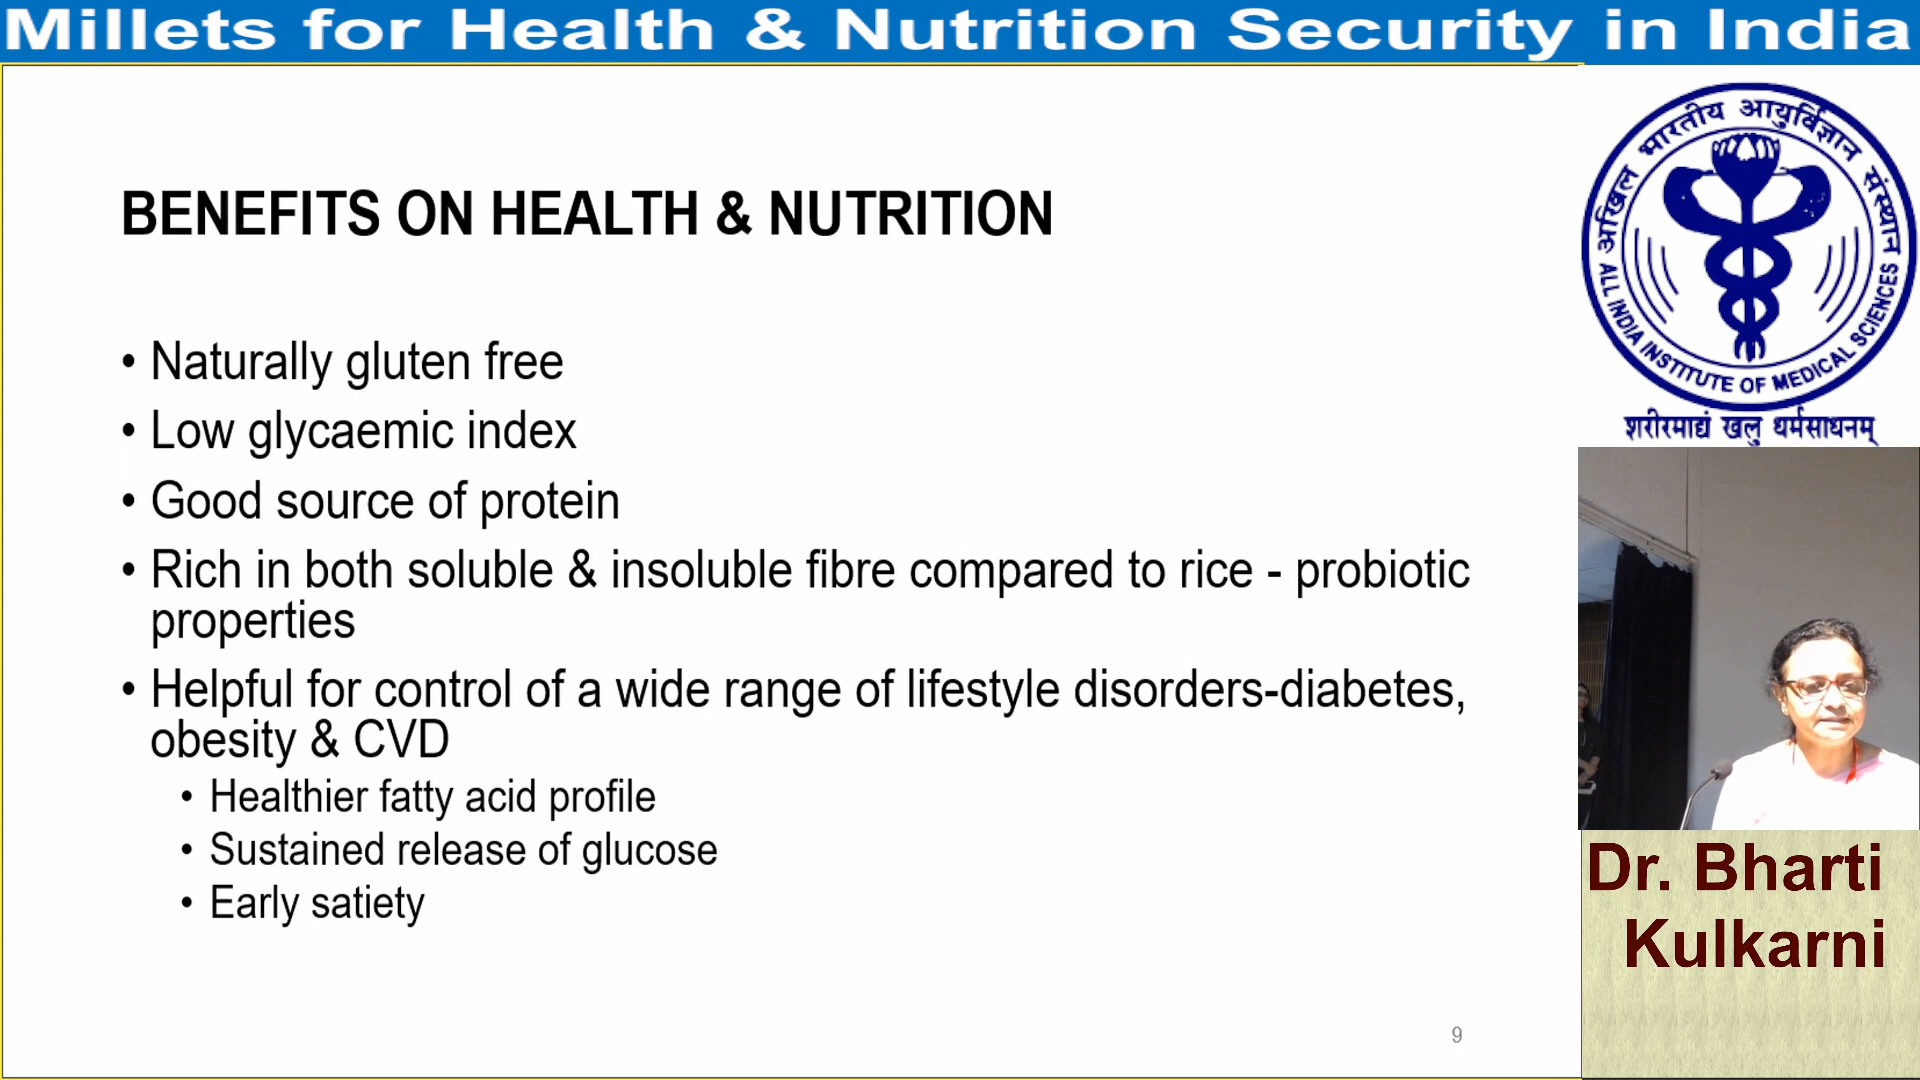 Millets for Health & Nutrition Security in India
BENEFITS ON HEALTH & NUTRITION
• Naturally gluten free
• Low glycaemic index
• Good source of protein
• Rich in both soluble & insoluble fibre compared to rice - probiotic
properties
• Helpful for control of a wide range of lifestyle disorders-diabetes,
obesity & CVD
• Healthier fatty acid profile
• Sustained release of glucose
• Early satiety
9
अखिल भारतीय आयुर्विज्ञान संस्थान
ALL INDIA INSTITUTE OF MEDICAL SCIENCES
शरीरमाद्यं खलु धर्मसाधनम्
Dr. Bharti
Kulkarni